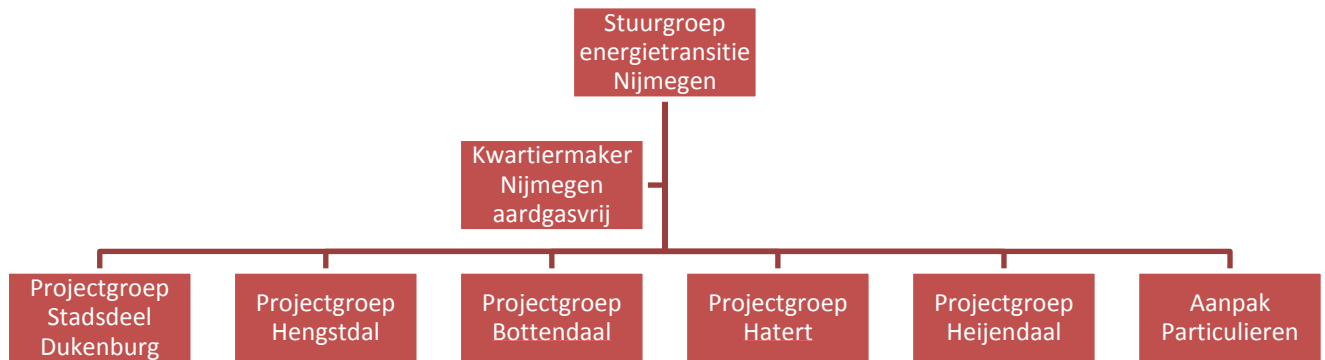 Stuurgroep
energietransitie
Nijmegen
Kwartiermaker
Nijmegen
aardgasvrij
Projectgroep
Stadsdeel
Dukenburg
Projectgroep
Hengstdal
Projectgroep
Bottendaal
Projectgroep
Hatert
Projectgroep
Heijendaal
Aanpak
Particulieren